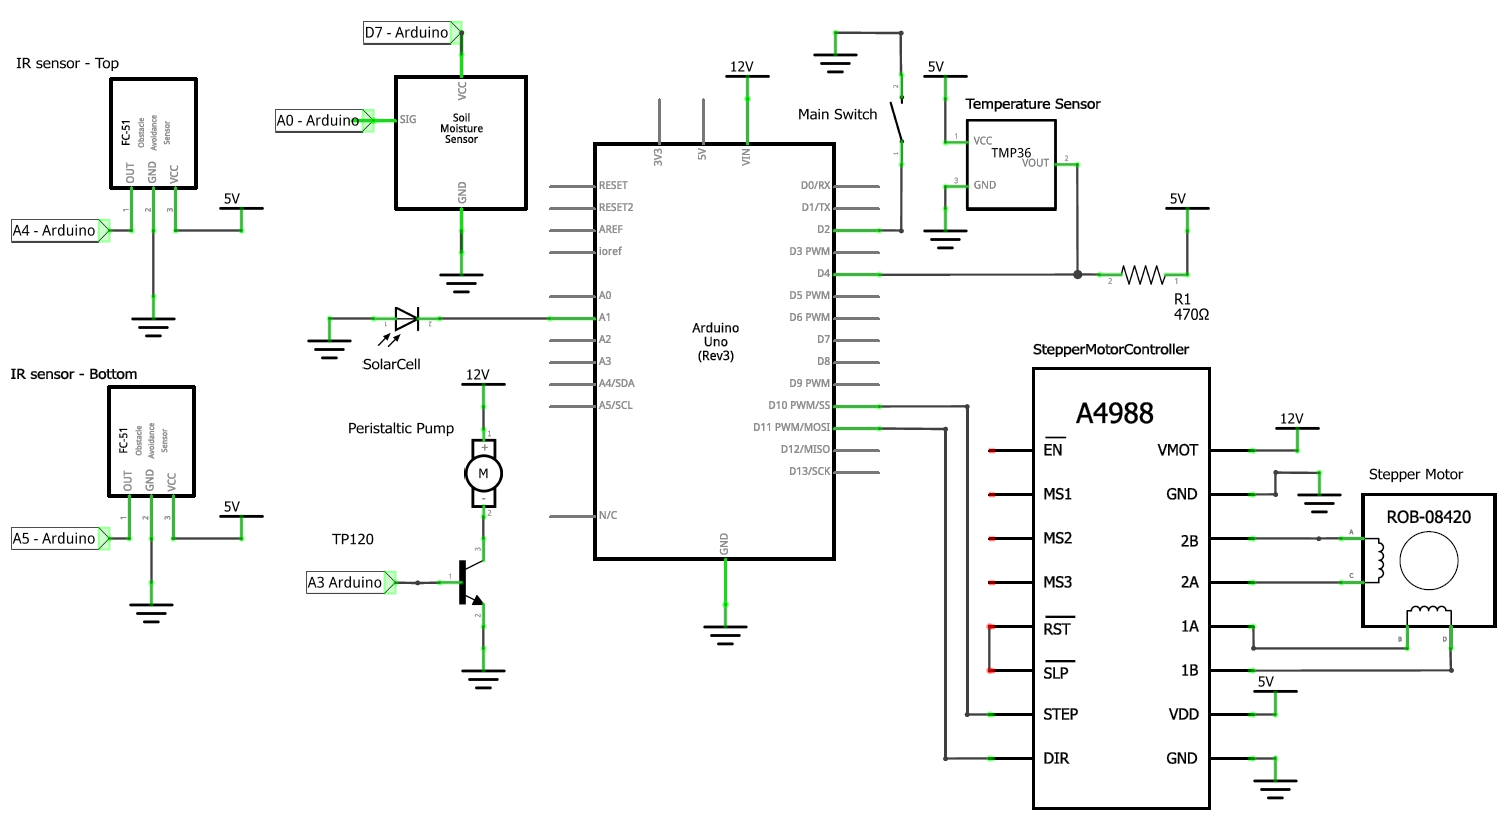 IR sensor - Top
FC-51
Obstacle
Avoidance
Sensor
OUT
GND
VCC
1
2
3
5V
A4 - Arduino
IR sensor - Bottom
FC-51
Obstacle
Avoidance
Sensor
OUT
GND
VCC
1
2
3
5V
A5 - Arduino
D7 - Arduino
VCC
A0 - Arduino
SIG
Soil
Moisture
Sensor
GND
1
2
SolarCell
12V
Peristaltic Pump
1
+
M
-
2
TP120
3
A3 Arduino
1
2
12V
3V3
5V
VIN
RESET
RESET2
AREF
ioref
A0
A1
A2
A3
A4/SDA
A5/SCL
N/C
Arduino
Uno
(Rev3)
D0/RX
D1/TX
D2
D3 PWM
D4
D5 PWM
D6 PWM
D7
D8
D9 PWM
D10 PWM/SS
D11 PWM/MOSI
D12/MISO
D13/SCK
GND
Main Switch
2
1
5V
Temperature Sensor
1
VCC
TMP36
VOUT
2
3
GND
5V
2
1
R1
470Ω
StepperMotorController
A4988
EN
MS1
MS2
MS3
RST
SLP
STEP
DIR
VMOT
GND
2B
2A
1A
1B
VDD
GND
12V
5V
Stepper Motor
ROB-08420
A
C
B
D